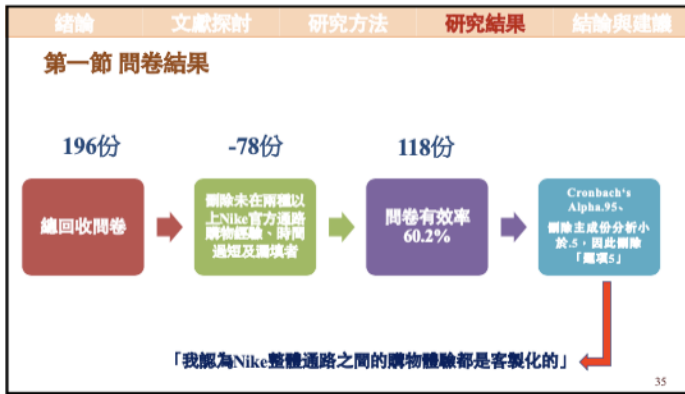 緒論 文獻探討 研究方法 研究結果 結論與建議
第一節 問卷結果
196份 -78份 118份
總回收問卷
刪除未在兩種以
上Nike官方通路
購物經驗、時間
過短及漏填者
問卷有效率
60.2%
Cronbach's
Alpha.95、
刪除主成份分析小
於.5，因此刪除
「題項5」
「我認為Nike整體通路之間的購物體驗都是客製化的」
35